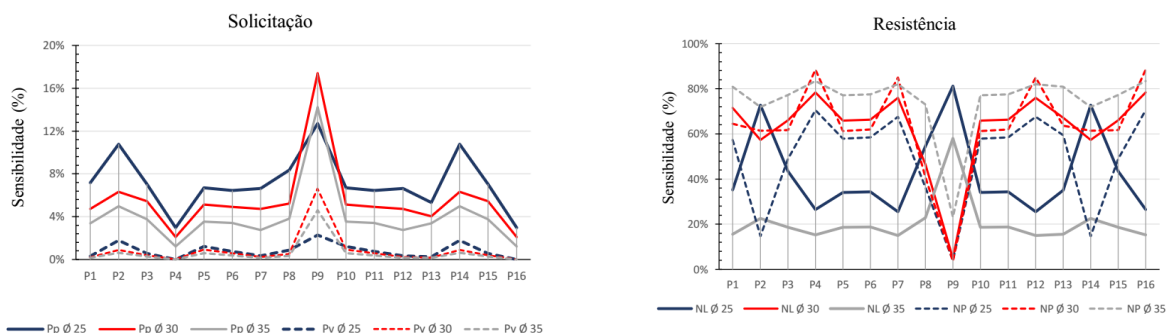 Solicitação
20%
16%
12%
8%
4%
0%
Sensibilidade (%)
P1 P2 P3 P4 P5 P6 P7 P8 P9 P10 P11 P12 P13 P14 P15 P16
Pp Ø 25 Pp Ø 30 Pp Ø 35 Pv Ø 25 Pv Ø 30 Pv Ø 35
Resistência
100%
80%
60%
40%
20%
0%
Sensibilidade (%)
P1 P2 P3 P4 P5 P6 P7 P8 P9 P10 P11 P12 P13 P14 P15 P16
NL Ø 25 NL Ø 30 NL Ø 35 NP Ø 25 NP Ø 30 NP Ø 35